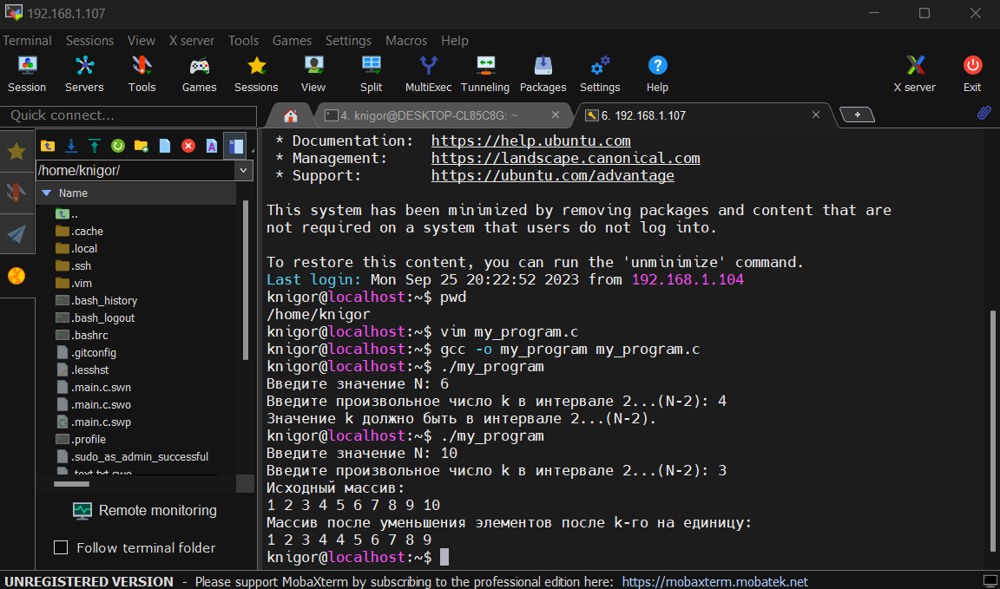 192.168.1.107
Terminal Sessions View X server Tools Games Settings Macros Help
Session Servers Tools Games Sessions View Split MultiExec Tunneling Packages Settings Help X server Exit
Quick connect...
4. knigor@DESKTOP-CL85C8G: ~
6. 192.168.1.107
/home/knigor/
Name
..
.cache
.local
.ssh
.vim
.bash_history
.bash_logout
.bashrc
.gitconfig
.lesshst
.main.c.swn
.main.c.swo
.main.c.swp
.profile
.sudo_as_admin_successful
.text.txt.swo
Remote monitoring
Follow terminal folder
* Documentation: https://help.ubuntu.com
* Management: https://landscape.canonical.com
* Support: https://ubuntu.com/advantage
This system has been minimized by removing packages and content that are
not required on a system that users do not log into.
To restore this content, you can run the 'unminimize' command.
Last login: Mon Sep 25 20:22:52 2023 from 192.168.1.104
knigor@localhost:~$ pwd
/home/knigor
knigor@localhost:~$ vim my_program.c
knigor@localhost:~$ gcc -o my_program my_program.c
knigor@localhost:~$ ./my_program
Введите значение N: 6
Введите произвольное число k в интервале 2...(N-2): 4
Значение k должно быть в интервале 2...(N-2).
knigor@localhost:~$ ./my_program
Введите значение N: 10
Введите произвольное число k в интервале 2...(N-2): 3
Исходный массив:
1 2 3 4 5 6 7 8 9 10
Массив после уменьшения элементов после k-го на единицу:
1 2 3 4 4 5 6 7 8 9
knigor@localhost:~$
UNREGISTERED VERSION - Please support MobaXterm by subscribing to the professional edition here: https://mobaxterm.mobatek.net